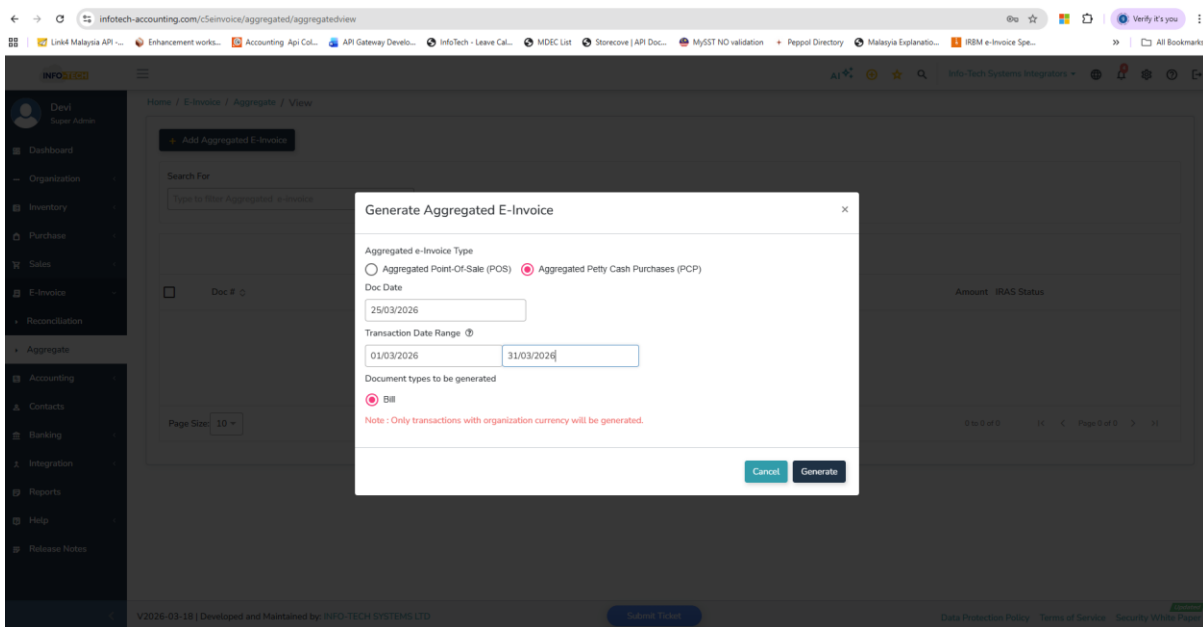 infotech-accounting.com/c5einvoice/aggregated/aggregatedview
Verify it's you
Link4 Malaysia API -... Enhancement works... Accounting Api Col... API Gateway Develo... InfoTech - Leave Cal... MDEC List Storecove | API Doc... MySST NO validation Peppol Directory Malasyia Explanatio... IRBM e-Invoice Spe... » All Bookmarks
INFOTECH
AI Info-Tech Systems Integrators
Devi
Super Admin
Home / E-Invoice / Aggregate / View
+ Add Aggregated E-Invoice
Dashboard
Organization
Inventory
Purchase
Sales
E-Invoice
Reconciliation
Aggregate
Accounting
Contacts
Banking
Integration
Reports
Help
Release Notes
Search For
Type to filter Aggregated e-invoice
Doc #
Amount IRAS Status
Generate Aggregated E-Invoice ×
Aggregated e-Invoice Type
Aggregated Point-Of-Sale (POS) Aggregated Petty Cash Purchases (PCP)
Doc Date
25/03/2026
Transaction Date Range
01/03/2026 31/03/2026
Document types to be generated
Bill
Note : Only transactions with organization currency will be generated.
Cancel Generate
Page Size: 10
0 to 0 of 0 Page 0 of 0
V2026-03-18 | Developed and Maintained by: INFO-TECH SYSTEMS LTD
Submit Ticket
Data Protection Policy Terms of Service Security White Paper